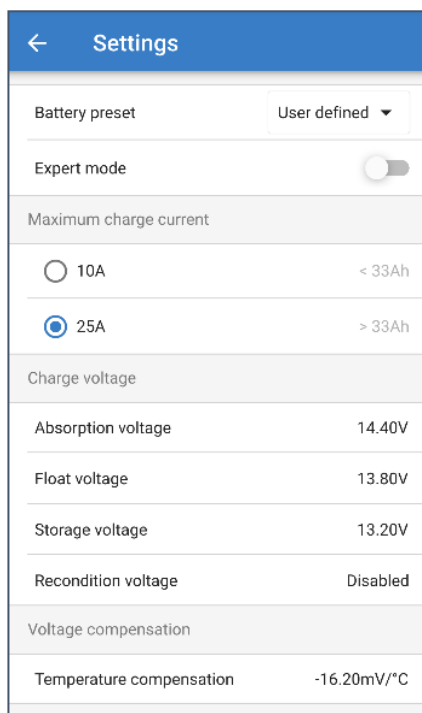 Settings
Battery preset User defined
Expert mode
Maximum charge current
10A < 33Ah
25A > 33Ah
Charge voltage
Absorption voltage 14.40V
Float voltage 13.80V
Storage voltage 13.20V
Recondition voltage Disabled
Voltage compensation
Temperature compensation -16.20mV/°C